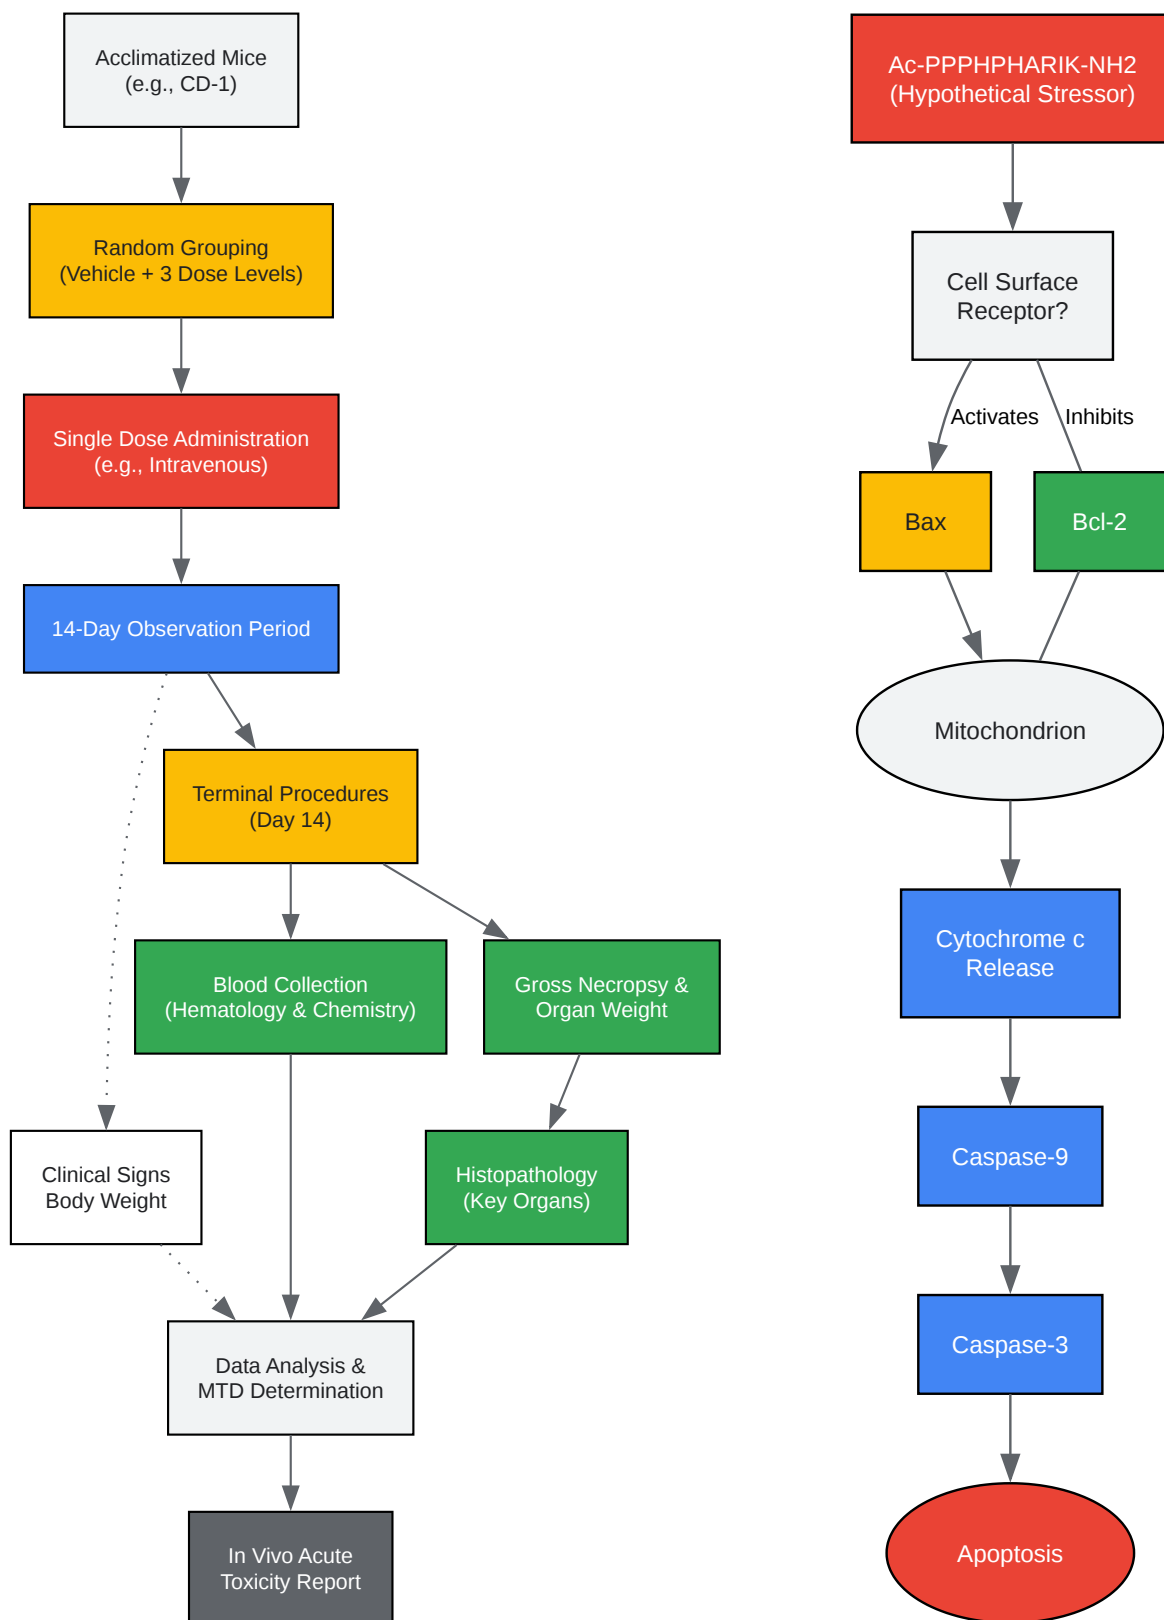 Acclimatized Mice
(e.g., CD-1)
Random Grouping
(Vehicle + 3 Dose Levels)
Single Dose Administration
(e.g., Intravenous)
14-Day Observation Period
Terminal Procedures
(Day 14)
Blood Collection
(Hematology & Chemistry)
Gross Necropsy &
Organ Weight
Clinical Signs
Body Weight
Histopathology
(Key Organs)
Data Analysis &
MTD Determination
In Vivo Acute
Toxicity Report
Ac-PPPHPHARIK-NH2
(Hypothetical Stressor)
Cell Surface
Receptor?
Activates
Inhibits
Bax
Bcl-2
Mitochondrion
Cytochrome c
Release
Caspase-9
Caspase-3
Apoptosis